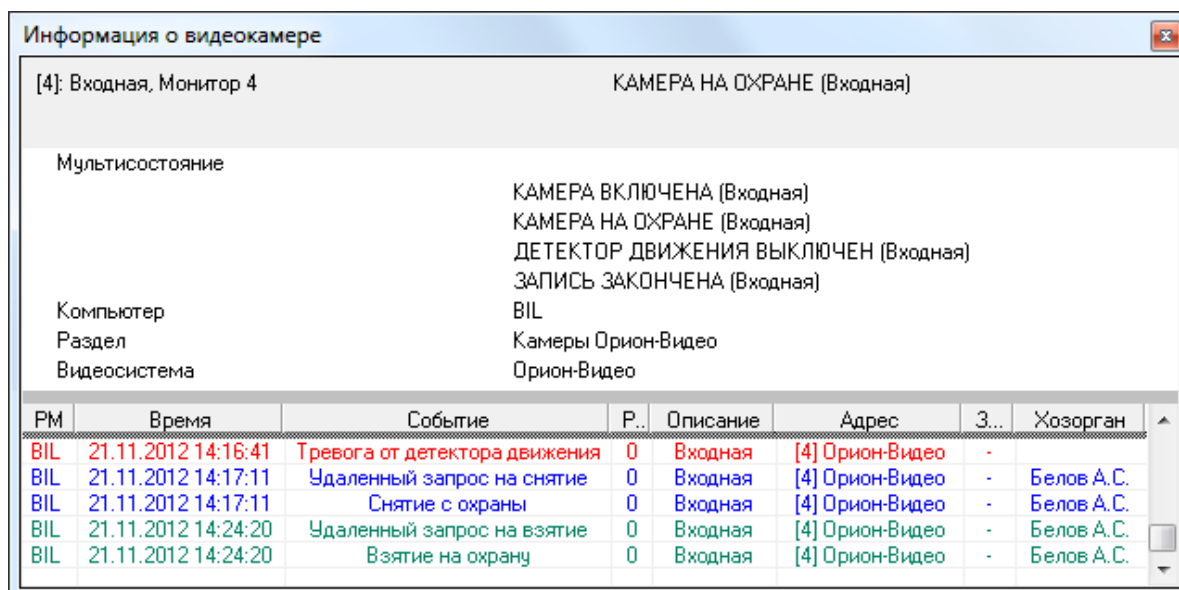 Информация о видеокамере
[4]: Входная, Монитор 4 КАМЕРА НА ОХРАНЕ (Входная)
Мультисостояние
КАМЕРА ВКЛЮЧЕНА (Входная)
КАМЕРА НА ОХРАНЕ (Входная)
ДЕТЕКТОР ДВИЖЕНИЯ ВЫКЛЮЧЕН (Входная)
ЗАПИСЬ ЗАКОНЧЕНА (Входная)
Компьютер BIL
Раздел Камеры Орион-Видео
Видеосистема Орион-Видео
РМ Время Событие Р.. Описание Адрес З... Хозорган
BIL 21.11.2012 14:16:41 Тревога от детектора движения 0 Входная [4] Орион-Видео -
BIL 21.11.2012 14:17:11 Удаленный запрос на снятие 0 Входная [4] Орион-Видео - Белов А.С.
BIL 21.11.2012 14:17:11 Снятие с охраны 0 Входная [4] Орион-Видео - Белов А.С.
BIL 21.11.2012 14:24:20 Удаленный запрос на взятие 0 Входная [4] Орион-Видео - Белов А.С.
BIL 21.11.2012 14:24:20 Взятие на охрану 0 Входная [4] Орион-Видео - Белов А.С.